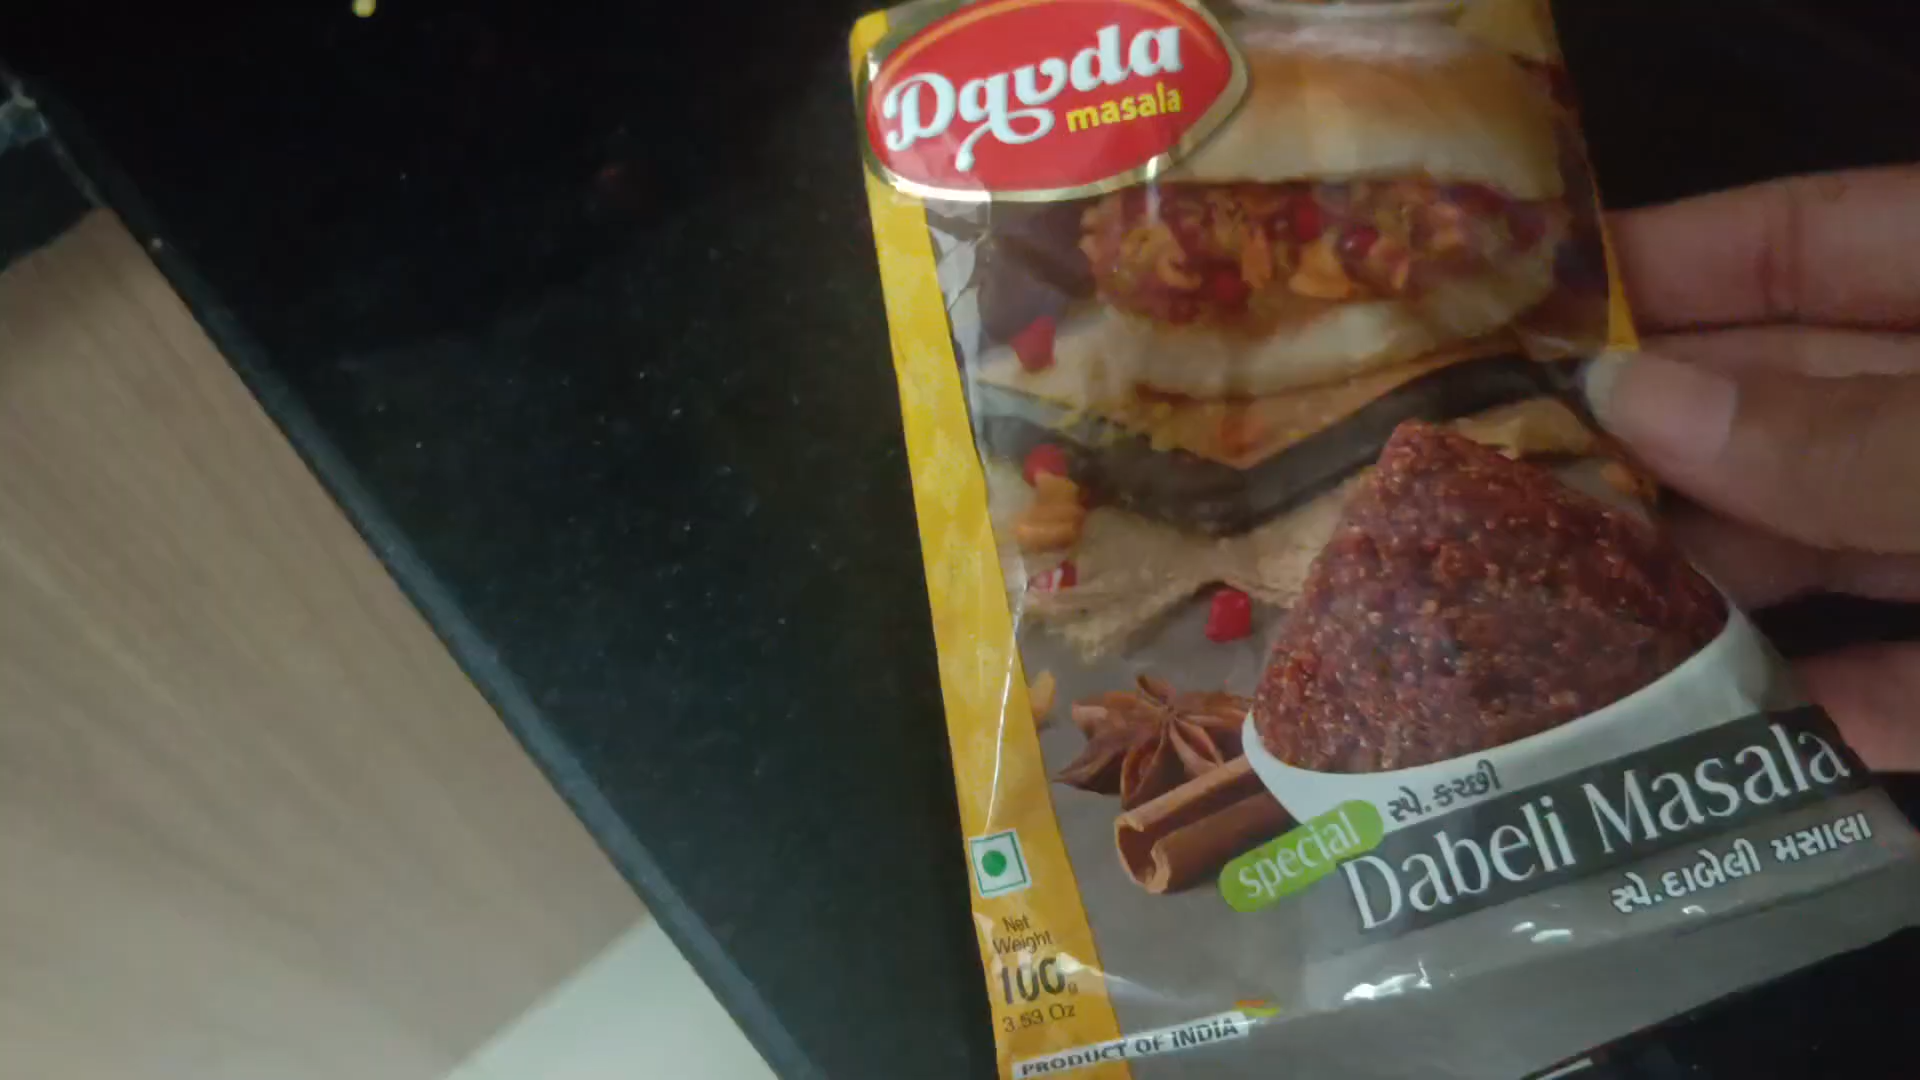 Davda
masala
સ્પે. કચ્છી
special Dabeli Masala
સ્પે. દાબેલી મસાલા
Net
Weight
100g
3.53 Oz
PRODUCT OF INDIA